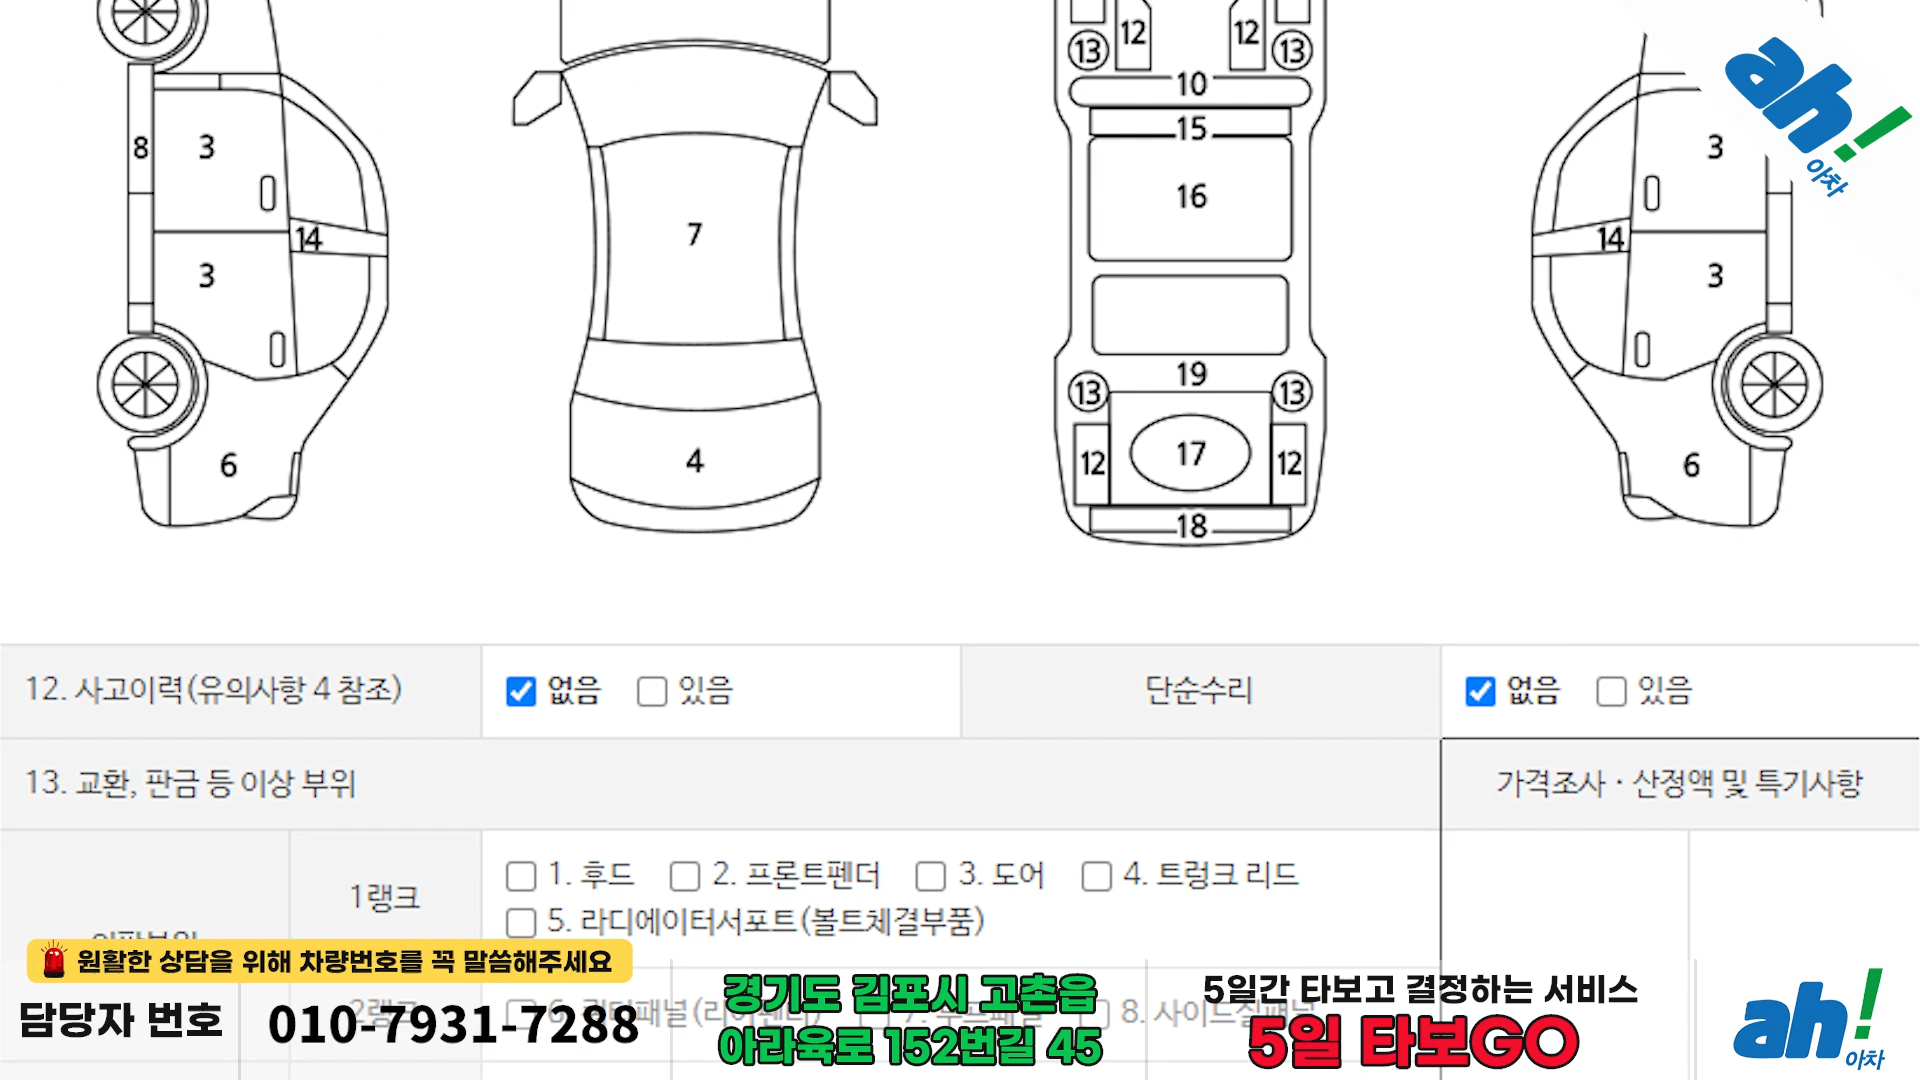 12
12
13
13
10
8
3
15
3
16
14
7
14
3
3
19
13
13
6
4
12
17
12
6
18
ah!
아차
12. 사고이력(유의사항 4 참조)
없음
있음
단순수리
없음
있음
13. 교환, 판금 등 이상 부위
가격조사 · 산정액 및 특기사항
1랭크
1. 후드
2. 프론트펜더
3. 도어
4. 트렁크 리드
5. 라디에이터서포트(볼트체결부품)
원활한 상담을 위해 차량번호를 꼭 말씀해주세요
담당자 번호
010-7931-7288
경기도 김포시 고촌읍
아라육로 152번길 45
8. 사이드실패널
5일간 타보고 결정하는 서비스
5일 타보GO
ah!
아차